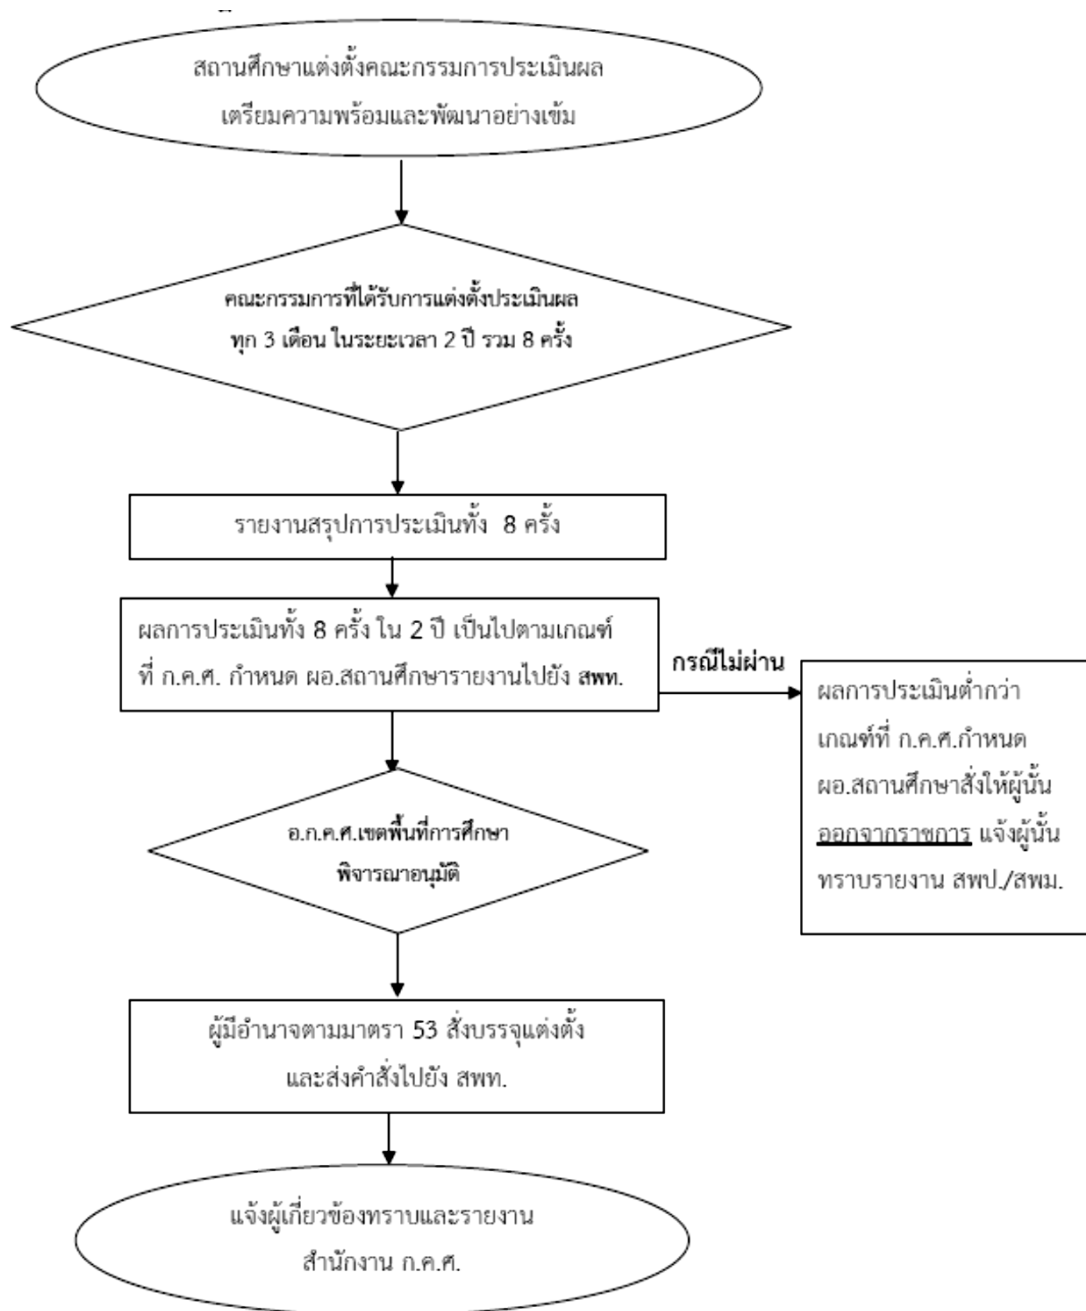 สถานศึกษาแต่งตั้งคณะกรรมการประเมินผล
เตรียมความพร้อมและพัฒนาอย่างเข้ม
คณะกรรมการที่ได้รับการแต่งตั้งประเมินผล
ทุก 3 เดือน ในระยะเวลา 2 ปี รวม 8 ครั้ง
รายงานสรุปการประเมินทั้ง 8 ครั้ง
ผลการประเมินทั้ง 8 ครั้ง ใน 2 ปี เป็นไปตามเกณฑ์
ที่ ก.ค.ศ. กำหนด ผอ.สถานศึกษารายงานไปยัง สพท.
กรณีไม่ผ่าน
ผลการประเมินต่ำกว่า
เกณฑ์ที่ ก.ค.ศ.กำหนด
ผอ.สถานศึกษาสั่งให้ผู้นั้น
ออกจากราชการ แจ้งผู้นั้น
ทราบรายงาน สพป./สพม.
อ.ก.ค.ศ.เขตพื้นที่การศึกษา
พิจารณาอนุมัติ
ผู้มีอำนาจตามมาตรา 53 สั่งบรรจุแต่งตั้ง
และส่งคำสั่งไปยัง สพท.
แจ้งผู้เกี่ยวข้องทราบและรายงาน
สำนักงาน ก.ค.ศ.